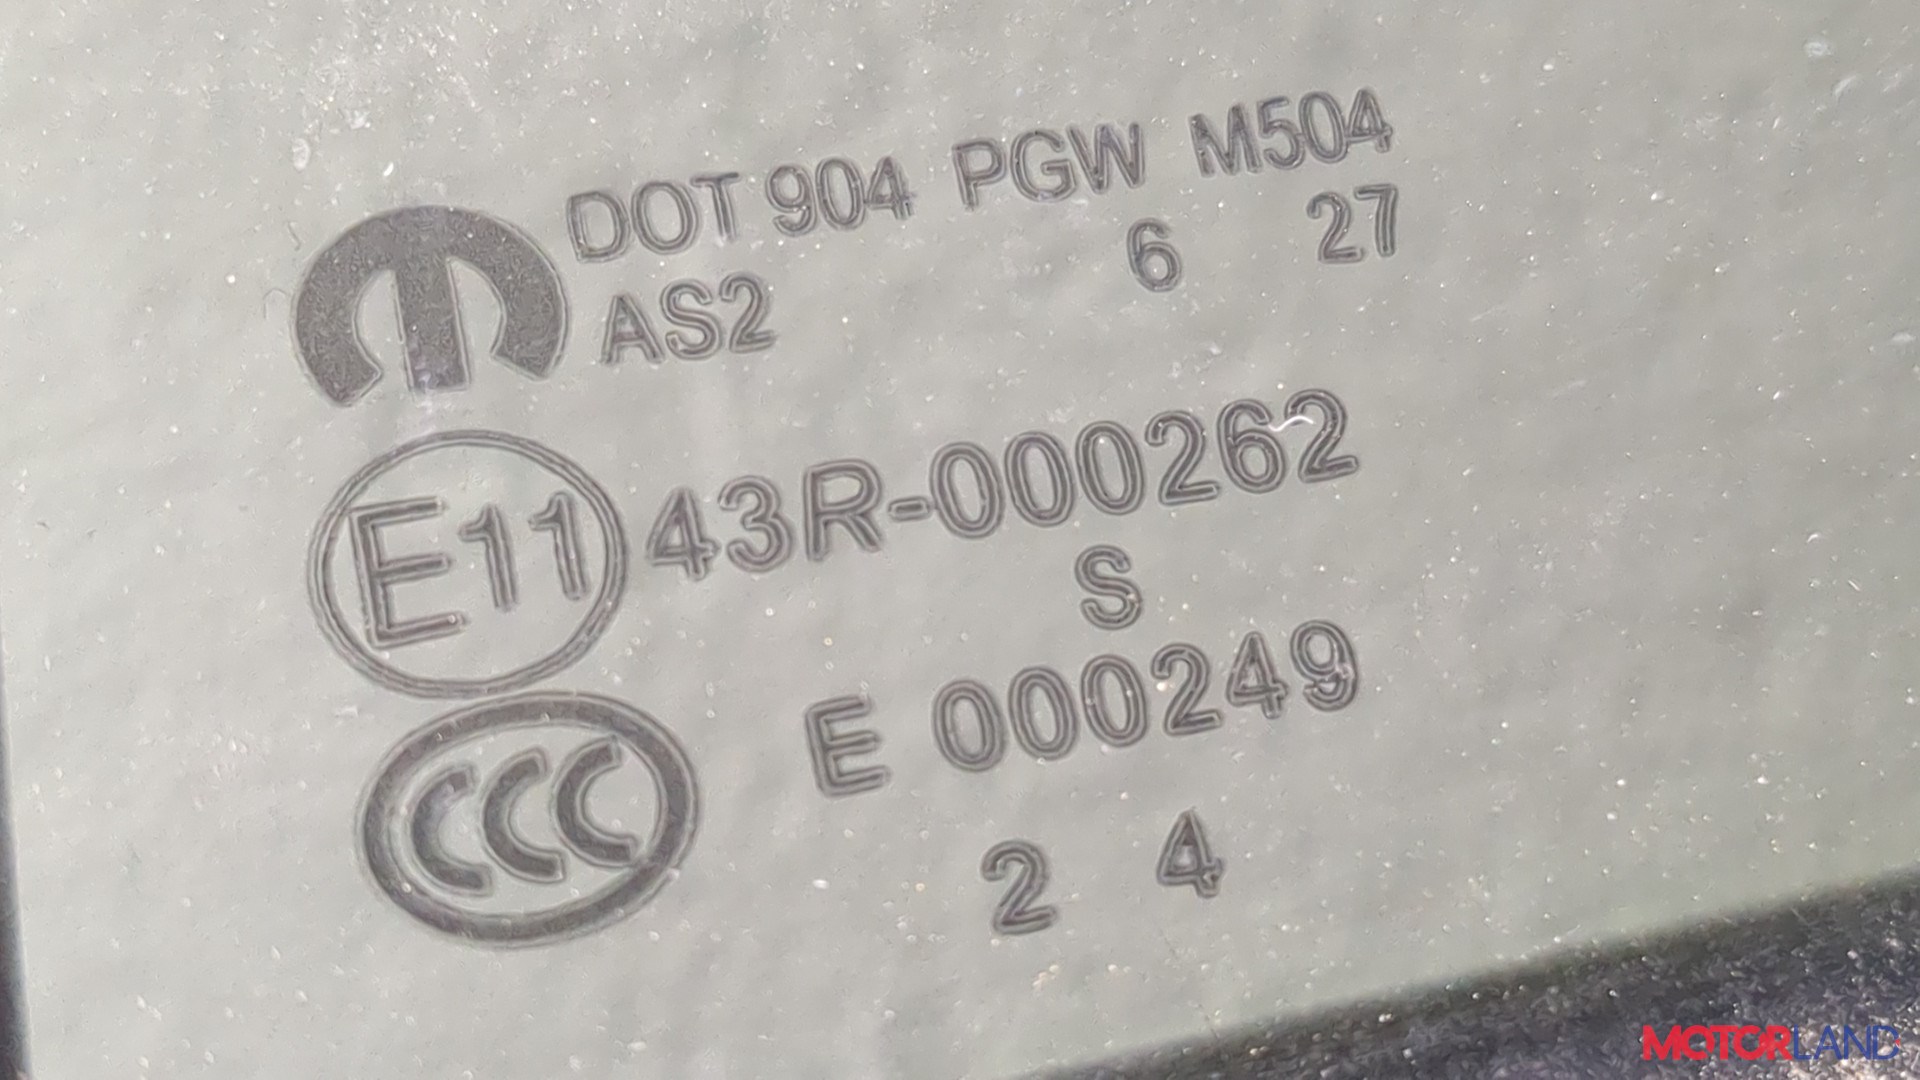 DOT 904 PGW M504
AS2 6 27
E11 43R-000262
S
CCC E 000249
2 4
MOTORLAND